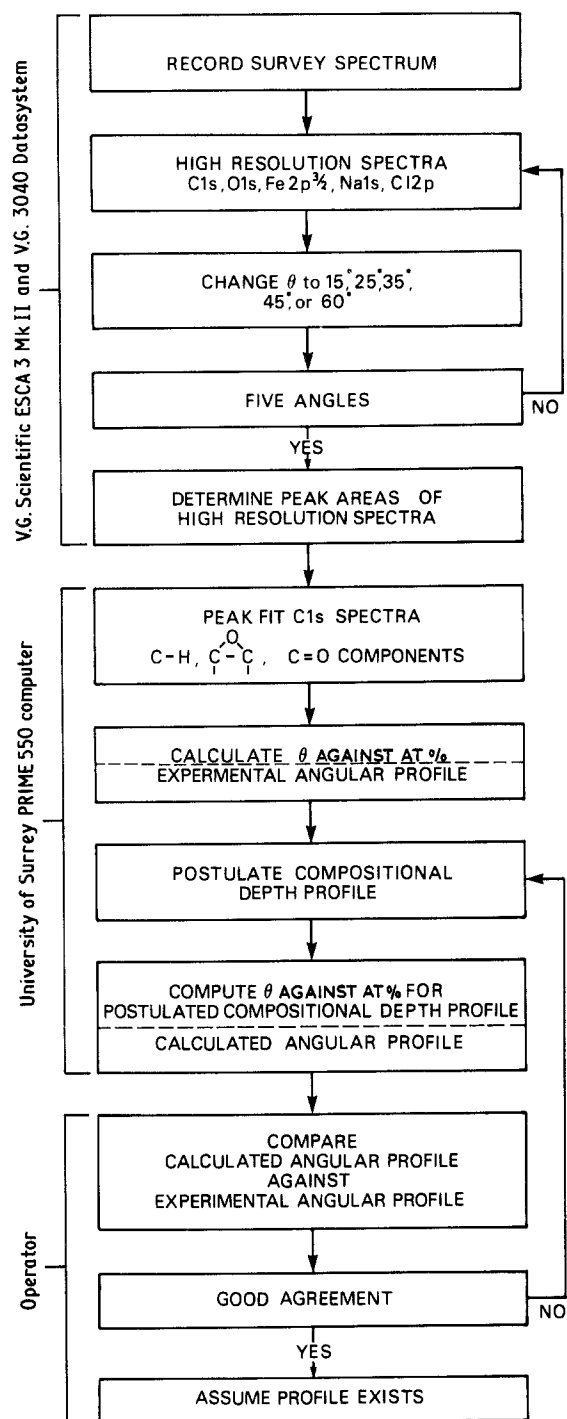 V.G. Scientific ESCA 3 Mk II and V.G. 3040 Datasystem
RECORD SURVEY SPECTRUM
HIGH RESOLUTION SPECTRA
C1s, O1s, Fe 2p 3/2, Na1s, Cl2p
CHANGE θ to 15°, 25°, 35°,
45°, or 60°
FIVE ANGLES
NO
YES
DETERMINE PEAK AREAS OF
HIGH RESOLUTION SPECTRA
University of Surrey PRIME 550 computer
PEAK FIT C1s SPECTRA
O
C-H, C-C, C=O COMPONENTS
CALCULATE θ AGAINST AT %
EXPERMENTAL ANGULAR PROFILE
POSTULATE COMPOSITIONAL
DEPTH PROFILE
COMPUTE θ AGAINST AT% FOR
POSTULATED COMPOSITIONAL DEPTH PROFILE
CALCULATED ANGULAR PROFILE
Operator
COMPARE
CALCULATED ANGULAR PROFILE
AGAINST
EXPERIMENTAL ANGULAR PROFILE
GOOD AGREEMENT
NO
YES
ASSUME PROFILE EXISTS